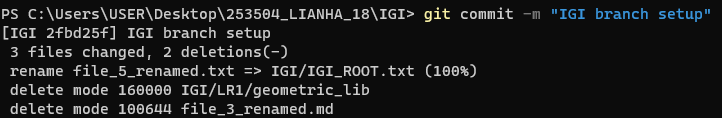 PS C:\Users\USER\Desktop\253504_LIANHA_18\IGI> git commit -m "IGI branch setup"
[IGI 2fbd25f] IGI branch setup
 3 files changed, 2 deletions(-)
 rename file_5_renamed.txt => IGI/IGI_ROOT.txt (100%)
 delete mode 160000 IGI/LR1/geometric_lib
 delete mode 100644 file_3_renamed.md